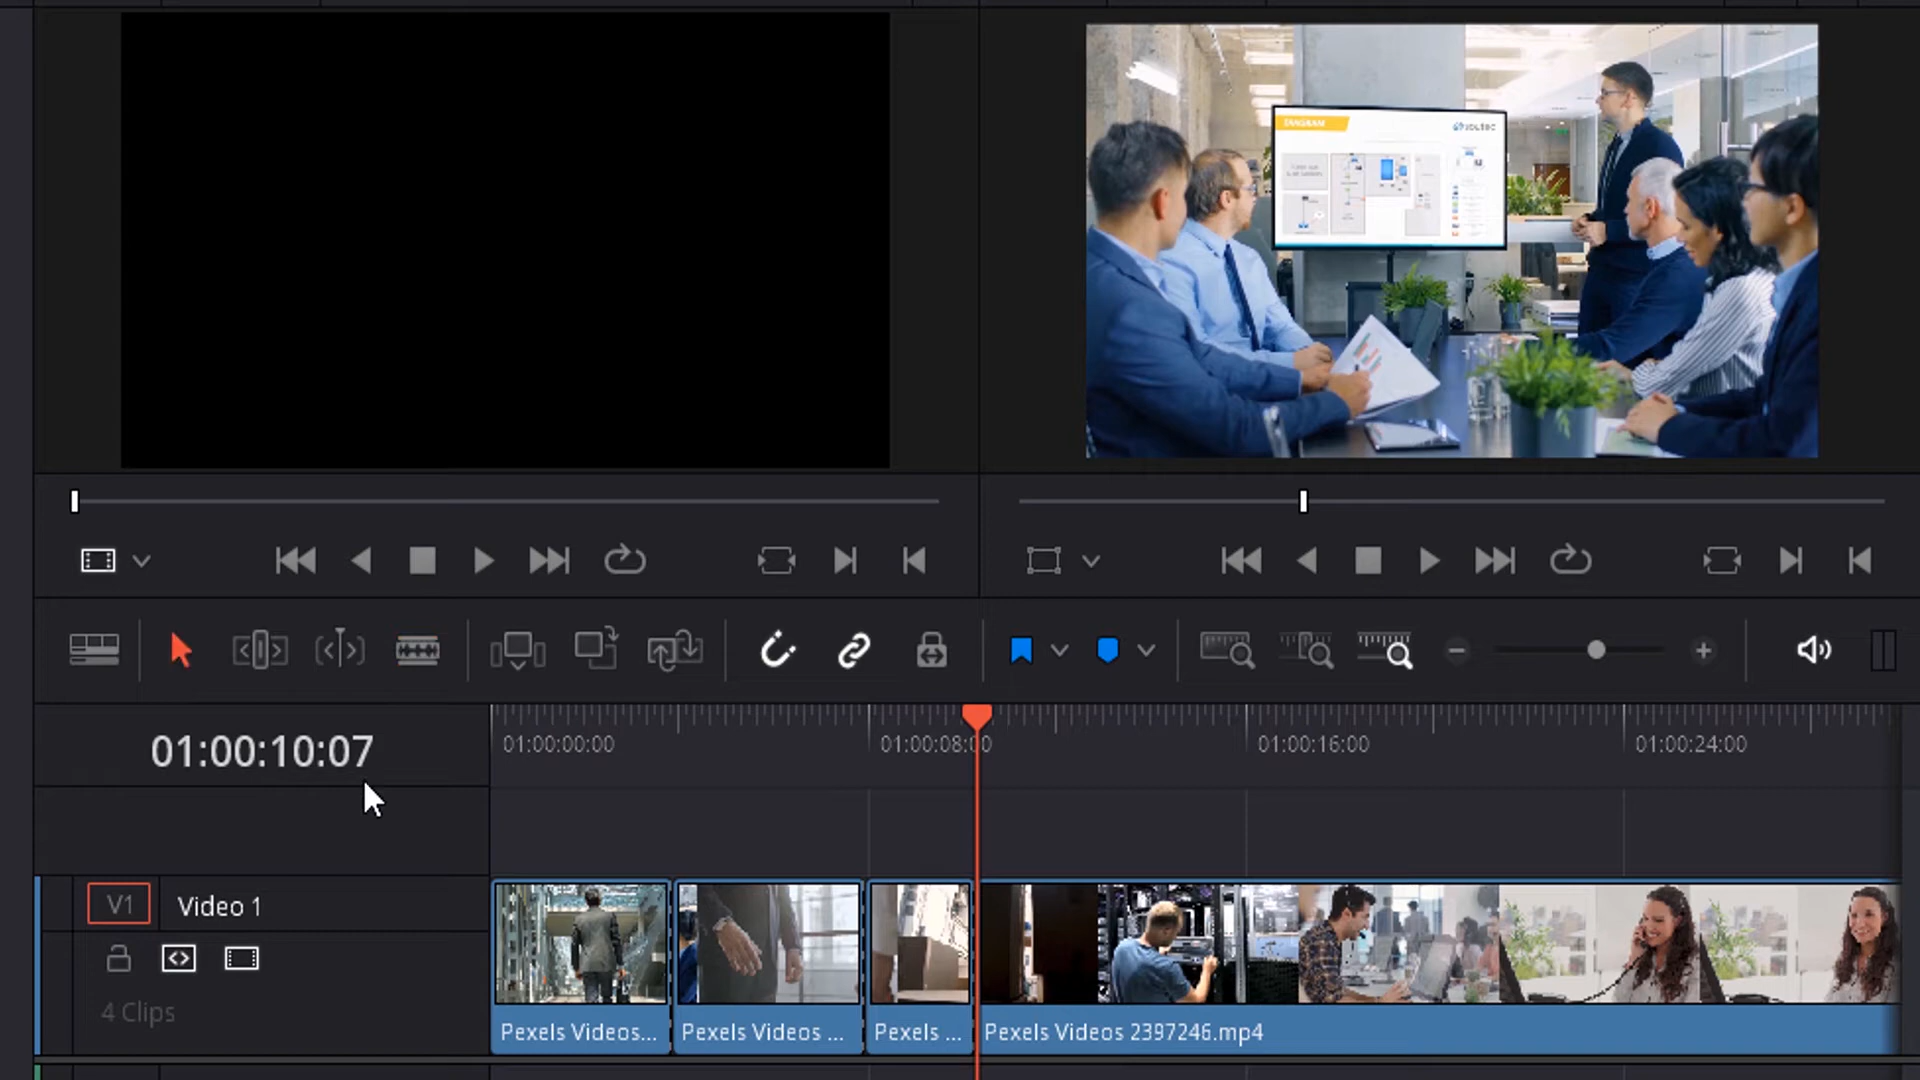 DIAGRAM
01:00:10:07
01:00:00:00
01:00:08:00
01:00:16:00
01:00:24:00
V1
Video 1
4 Clips
Pexels Videos...
Pexels Videos ...
Pexels ...
Pexels Videos 2397246.mp4